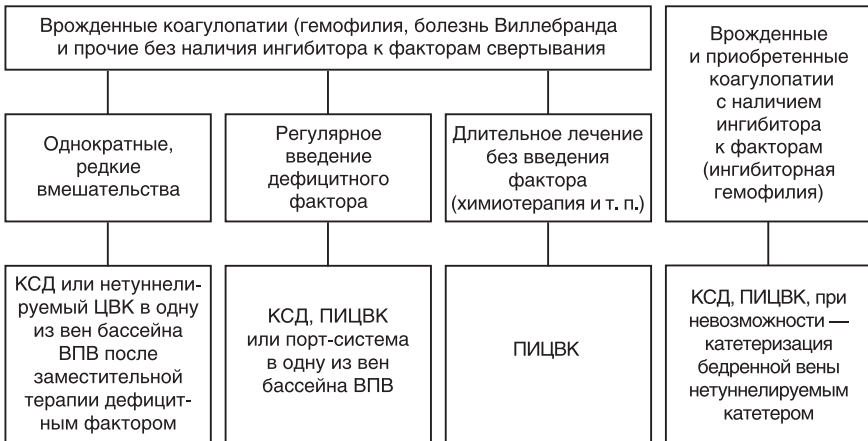 Врожденные коагулопатии (гемофилия, болезнь Виллебранда
и прочие без наличия ингибитора к факторам свертывания
Врожденные
и приобретенные
коагулопатии
с наличием
ингибитора
к факторам
(ингибиторная
гемофилия)
Однократные,
редкие
вмешательства
Регулярное
введение
дефицитного
фактора
Длительное лечение
без введения
фактора
(химиотерапия и т. п.)
КСД или нетуннели-
руемый ЦВК в одну
из вен бассейна
ВПВ после
заместительной
терапии дефицит-
ным фактором
КСД, ПИЦВК
или порт-система
в одну из вен
бассейна ВПВ
ПИЦВК
КСД, ПИЦВК, при
невозможности —
катетеризация
бедренной вены
нетуннелируемым
катетером